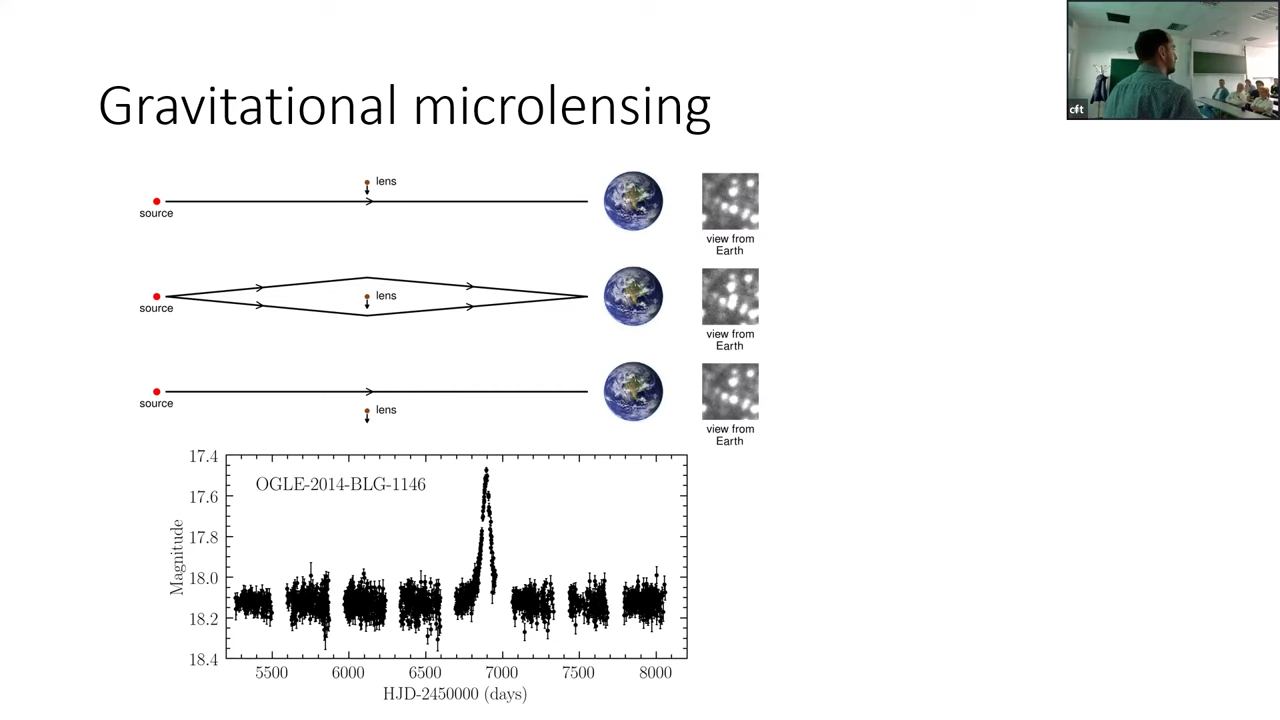 cft
Gravitational microlensing
lens
source
view from
Earth
lens
source
view from
Earth
lens
source
view from
Earth
OGLE-2014-BLG-1146
Magnitude
17.4
17.6
17.8
18.0
18.2
18.4
5500 6000 6500 7000 7500 8000
HJD-2450000 (days)